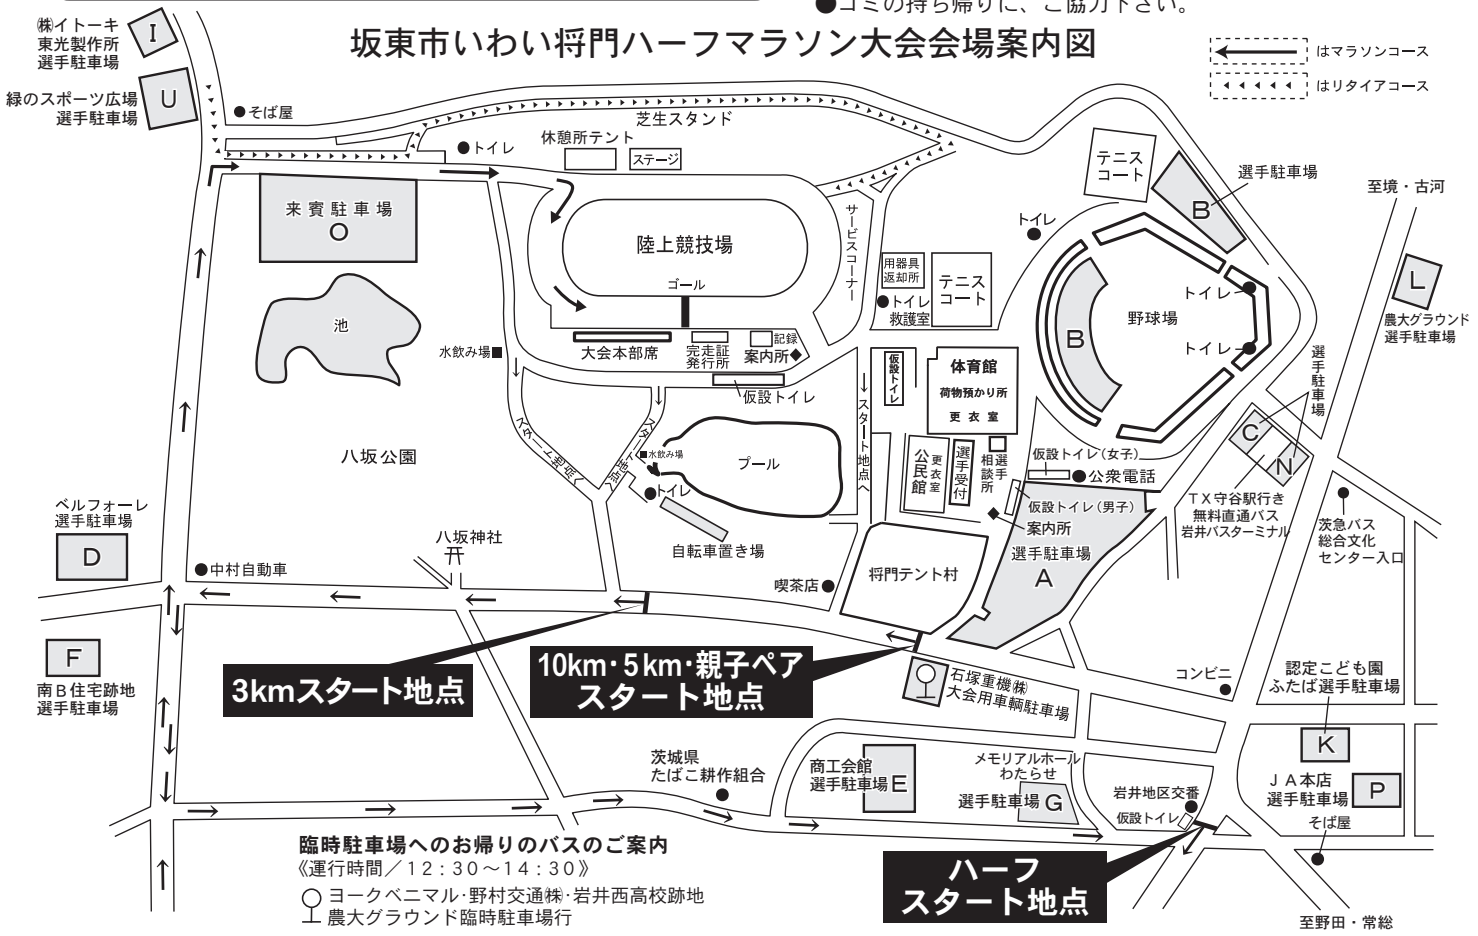 ●ゴミの持ち帰りに、ご協力下さい。
坂東市いわい将門ハーフマラソン大会会場案内図
はマラソンコース
はリタイアコース
㈱イトーキ
東光製作所
選手駐車場
I
緑のスポーツ広場
選手駐車場
U
●そば屋
●トイレ
休憩所テント
ステージ
芝生スタンド
来賓駐車場
O
陸上競技場
ゴール
サービスコーナー
テニス
コート
選手駐車場
B
至境・古河
トイレ
用器具
返却所
●トイレ
救護室
テニス
コート
トイレ
野球場
B
トイレ
L
農大グラウンド
選手駐車場
池
水飲み場■
大会本部席
完走証
発行所
記録
案内所◆
仮設トイレ
仮設トイレ
体育館
荷物預かり所
更衣室
選手駐車場
C
N
スタート地点へ
スタート地点へ
→スタート地点へ
■水飲み場
プール
●トイレ
自転車置き場
公民館
更衣室
選手受付
選手
相談所
仮設トイレ(女子)
●公衆電話
仮設トイレ(男子)
◆
案内所
選手駐車場
A
TX守谷駅行き
無料直通バス
岩井バスターミナル
茨急バス
総合文化
センター入口
八坂公園
ベルフォーレ
選手駐車場
D
●中村自動車
八坂神社
喫茶店●
将門テント村
F
南B住宅跡地
選手駐車場
3kmスタート地点
10km・5km・親子ペア
スタート地点
石塚重機㈱
大会用車輌駐車場
コンビニ
認定こども園
ふたば選手駐車場
K
JA本店
選手駐車場
P
そば屋
茨城県
たばこ耕作組合
商工会館
選手駐車場
E
メモリアルホール
わたらせ
選手駐車場
G
岩井地区交番
仮設トイレ
ハーフ
スタート地点
至野田・常総
臨時駐車場へのお帰りのバスのご案内
《運行時間／12:30～14:30》
ヨークベニマル・野村交通㈱・岩井西高校跡地
農大グラウンド臨時駐車場行